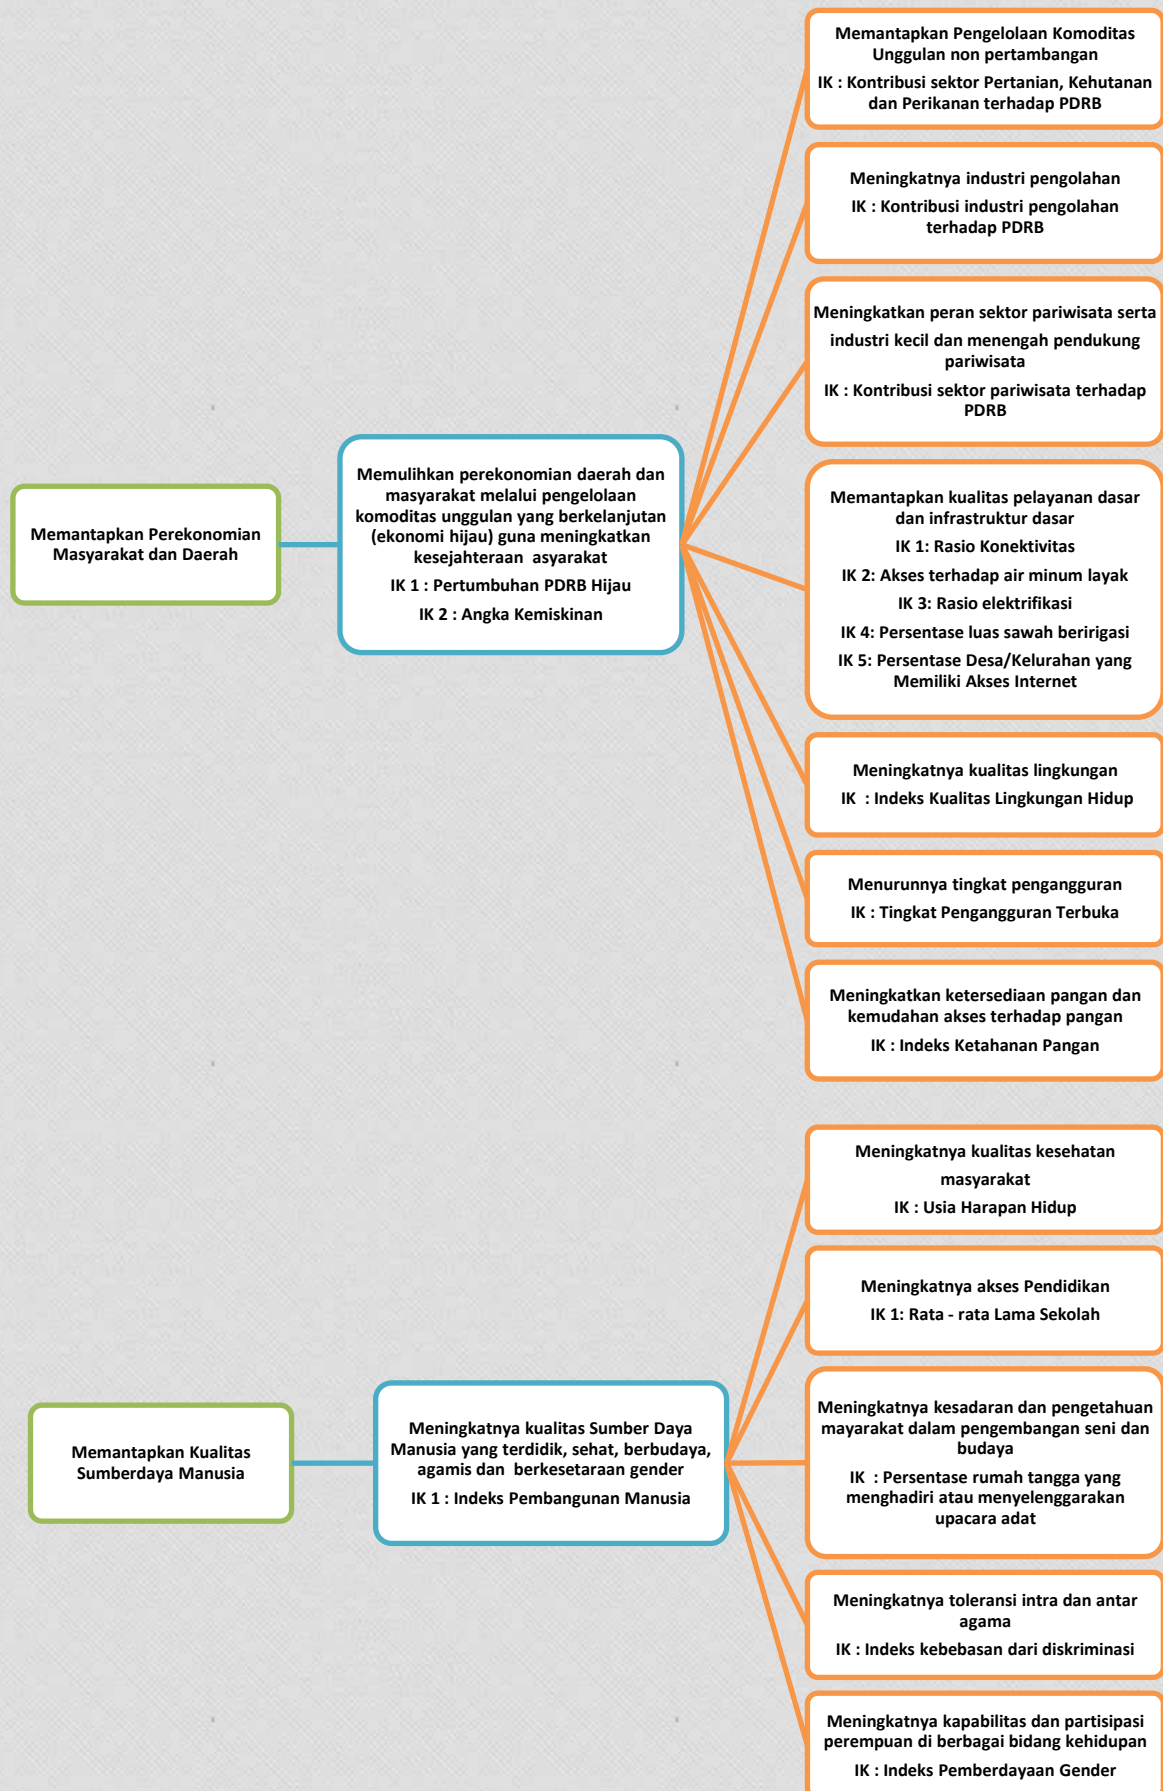 Memantapkan Perekonomian
Masyarakat dan Daerah
Memulihkan perekonomian daerah dan
masyarakat melalui pengelolaan
komoditas unggulan yang berkelanjutan
(ekonomi hijau) guna meningkatkan
kesejahteraan asyarakat
IK 1 : Pertumbuhan PDRB Hijau
IK 2 : Angka Kemiskinan
Memantapkan Pengelolaan Komoditas
Unggulan non pertambangan
IK : Kontribusi sektor Pertanian, Kehutanan
dan Perikanan terhadap PDRB
Meningkatnya industri pengolahan
IK : Kontribusi industri pengolahan
terhadap PDRB
Meningkatkan peran sektor pariwisata serta
industri kecil dan menengah pendukung
pariwisata
IK : Kontribusi sektor pariwisata terhadap
PDRB
Memantapkan kualitas pelayanan dasar
dan infrastruktur dasar
IK 1: Rasio Konektivitas
IK 2: Akses terhadap air minum layak
IK 3: Rasio elektrifikasi
IK 4: Persentase luas sawah beririgasi
IK 5: Persentase Desa/Kelurahan yang
Memiliki Akses Internet
Meningkatnya kualitas lingkungan
IK : Indeks Kualitas Lingkungan Hidup
Menurunnya tingkat pengangguran
IK : Tingkat Pengangguran Terbuka
Meningkatkan ketersediaan pangan dan
kemudahan akses terhadap pangan
IK : Indeks Ketahanan Pangan
Memantapkan Kualitas
Sumberdaya Manusia
Meningkatnya kualitas Sumber Daya
Manusia yang terdidik, sehat, berbudaya,
agamis dan berkesetaraan gender
IK 1 : Indeks Pembangunan Manusia
Meningkatnya kualitas kesehatan
masyarakat
IK : Usia Harapan Hidup
Meningkatnya akses Pendidikan
IK 1: Rata - rata Lama Sekolah
Meningkatnya kesadaran dan pengetahuan
mayarakat dalam pengembangan seni dan
budaya
IK : Persentase rumah tangga yang
menghadiri atau menyelenggarakan
upacara adat
Meningkatnya toleransi intra dan antar
agama
IK : Indeks kebebasan dari diskriminasi
Meningkatnya kapabilitas dan partisipasi
perempuan di berbagai bidang kehidupan
IK : Indeks Pemberdayaan Gender